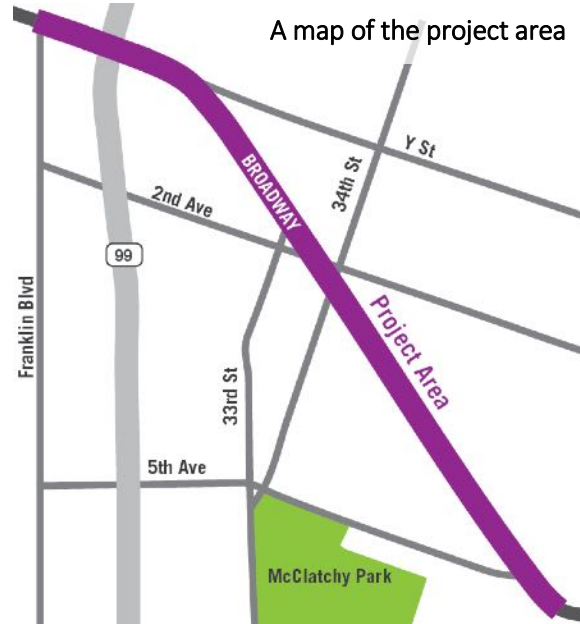 A map of the project area
Y St
34th St
BROADWAY
2nd Ave
99
Project Area
Franklin Blvd
33rd St
5th Ave
McClatchy Park